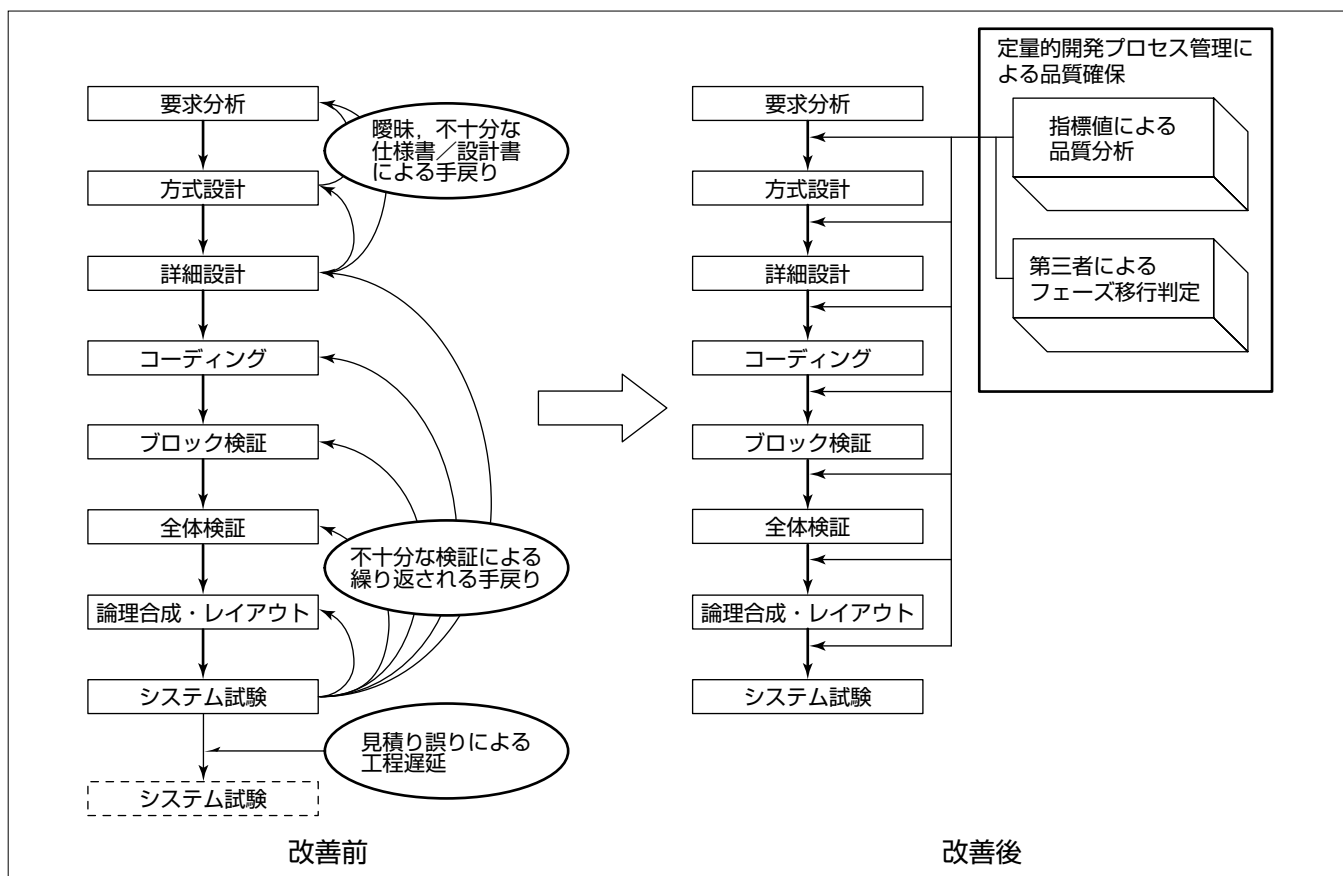 要求分析
方式設計
詳細設計
コーディング
ブロック検証
全体検証
論理合成・レイアウト
システム試験
システム試験
曖昧，不十分な
仕様書／設計書
による手戻り
不十分な検証による
繰り返される手戻り
見積り誤りによる
工程遅延
改善前
要求分析
方式設計
詳細設計
コーディング
ブロック検証
全体検証
論理合成・レイアウト
システム試験
定量的開発プロセス管理に
よる品質確保
指標値による
品質分析
第三者による
フェーズ移行判定
改善後